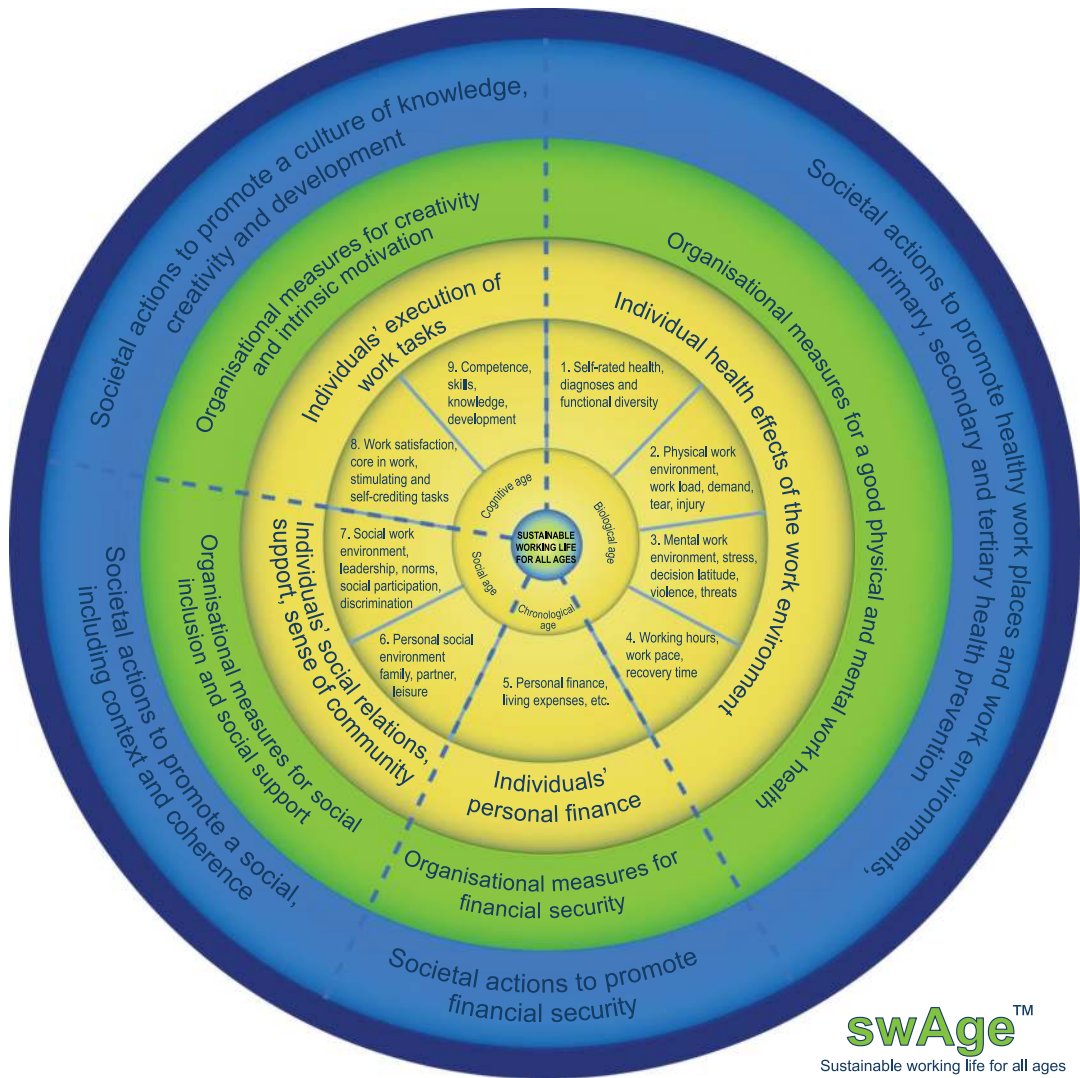 Societal actions to promote a culture of knowledge,
creativity and development
Societal actions to promote healthy work places and work environments,
primary, secondary and tertiary health prevention
Organisational measures for creativity
and intrinsic motivation
Organisational measures for a good physical and mental work health
Individuals' execution of
work tasks
Individual health effects of the work environment
9. Competence,
skills,
knowledge,
development
1. Self-rated health,
diagnoses and
functional diversity
8. Work satisfaction,
core in work,
stimulating and
self-crediting tasks
2. Physical work
environment,
work load, demand,
tear, injury
Cognitive age
Biological age
SUSTAINABLE
WORKING LIFE
FOR ALL AGES
Social age
Chronological
age
7. Social work
environment,
leadership, norms,
social participation,
discrimination
3. Mental work
environment, stress,
decision latitude,
violence, threats
6. Personal social
environment
family, partner,
leisure
4. Working hours,
work pace,
recovery time
5. Personal finance,
living expenses, etc.
Individuals' social relations,
support, sense of community
Individuals'
personal finance
Organisational measures for social
inclusion and social support
Organisational measures for
financial security
Societal actions to promote a social,
including context and coherence
Societal actions to promote
financial security
swAge™
Sustainable working life for all ages